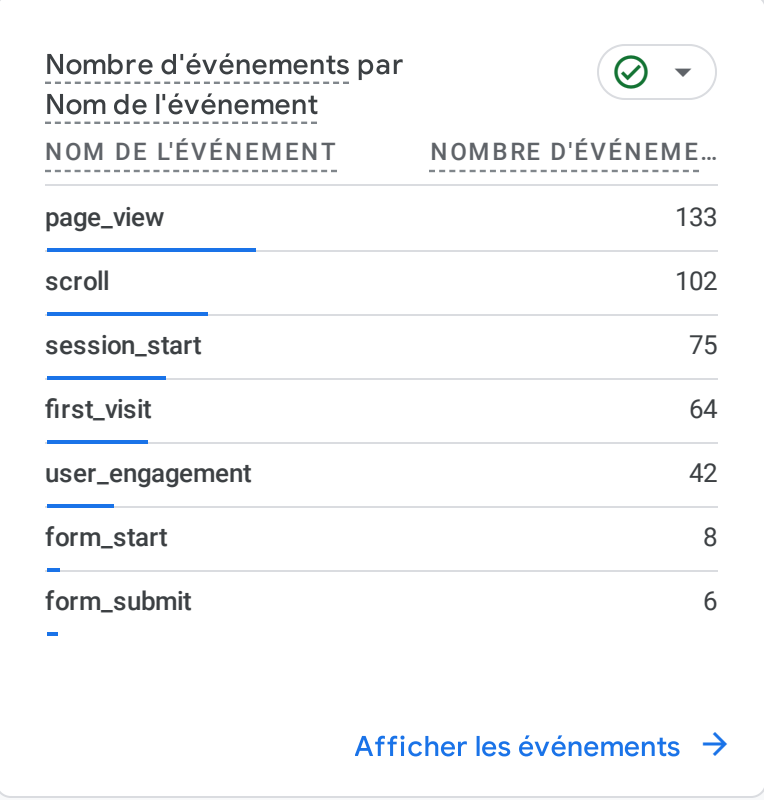 Nombre d'événements par
Nom de l'événement
NOM DE L'ÉVÉNEMENT NOMBRE D'ÉVÉNEME…
page_view 133
scroll 102
session_start 75
first_visit 64
user_engagement 42
form_start 8
form_submit 6
Afficher les événements